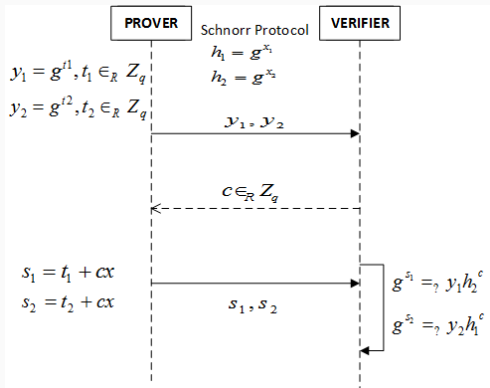 PROVER
VERIFIER
Schnorr Protocol
h₁ = g^{x₁}
h₂ = g^{x₂}
y₁ = g^{t1}, t₁ ∈_R Z_q
y₂ = g^{t2}, t₂ ∈_R Z_q
y₁, y₂
c ∈_R Z_q
s₁ = t₁ + cx
s₂ = t₂ + cx
s₁, s₂
g^{s₁} =_? y₁h₂^c
g^{s₂} =_? y₂h₁^c